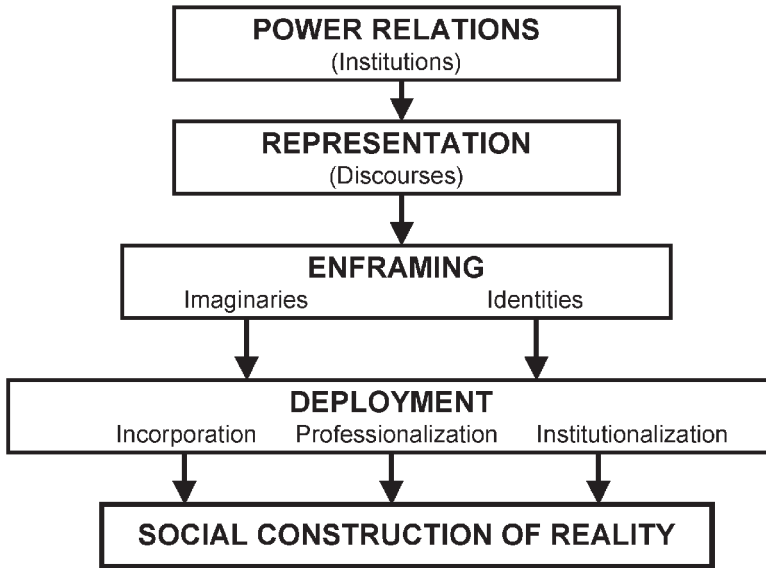 POWER RELATIONS
(Institutions)
REPRESENTATION
(Discourses)
ENFRAMING
Imaginaries Identities
DEPLOYMENT
Incorporation Professionalization Institutionalization
SOCIAL CONSTRUCTION OF REALITY